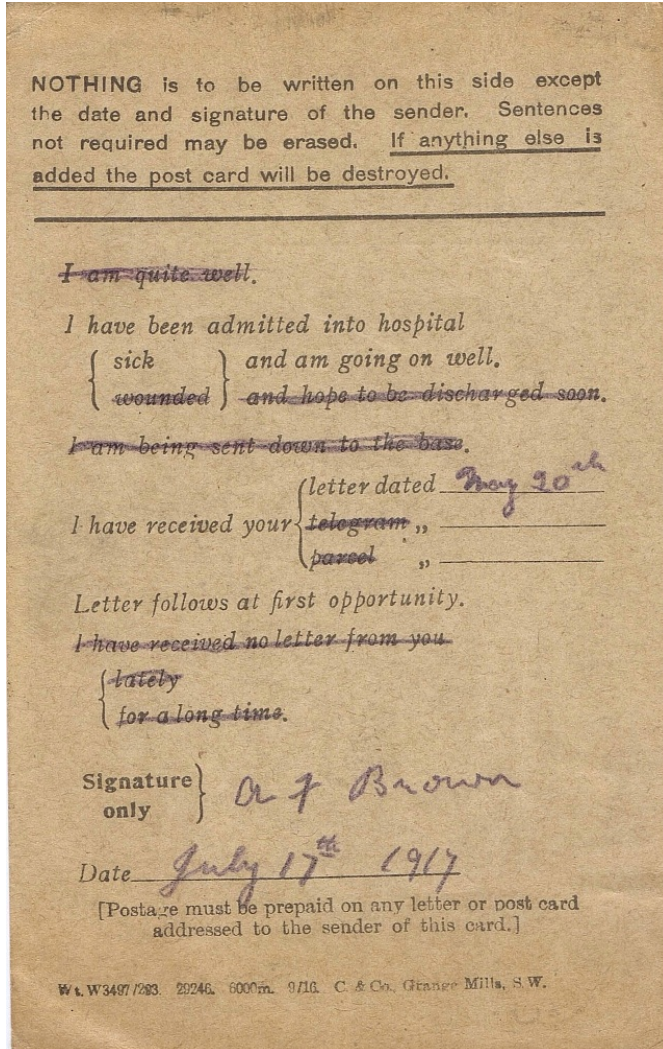 NOTHING is to be written on this side except
the date and signature of the sender. Sentences
not required may be erased. If anything else is
added the post card will be destroyed.
I am quite well.
I have been admitted into hospital
sick } and am going on well.
wounded } and hope to be discharged soon.
I am being sent down to the base.
letter dated May 20th
I have received your { telegram „
parcel „
Letter follows at first opportunity.
I have received no letter from you
lately
for a long time.
Signature
only } A F Brown
Date July 17th 1917
[Postage must be prepaid on any letter or post card
addressed to the sender of this card.]
Wt. W3497/293. 29246. 6000m. 9/16. C. & Co., Grange Mills, S.W.